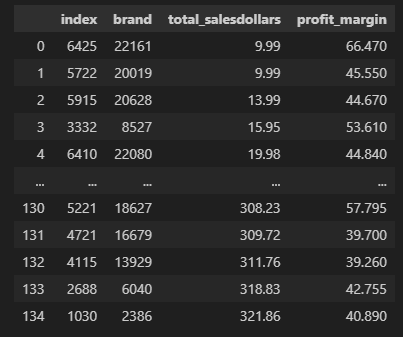 index brand total_salesdollars profit_margin
0 6425 22161 9.99 66.470
1 5722 20019 9.99 45.550
2 5915 20628 13.99 44.670
3 3332 8527 15.95 53.610
4 6410 22080 19.98 44.840
... ... ... ... ...
130 5221 18627 308.23 57.795
131 4721 16679 309.72 39.700
132 4115 13929 311.76 39.260
133 2688 6040 318.83 42.755
134 1030 2386 321.86 40.890